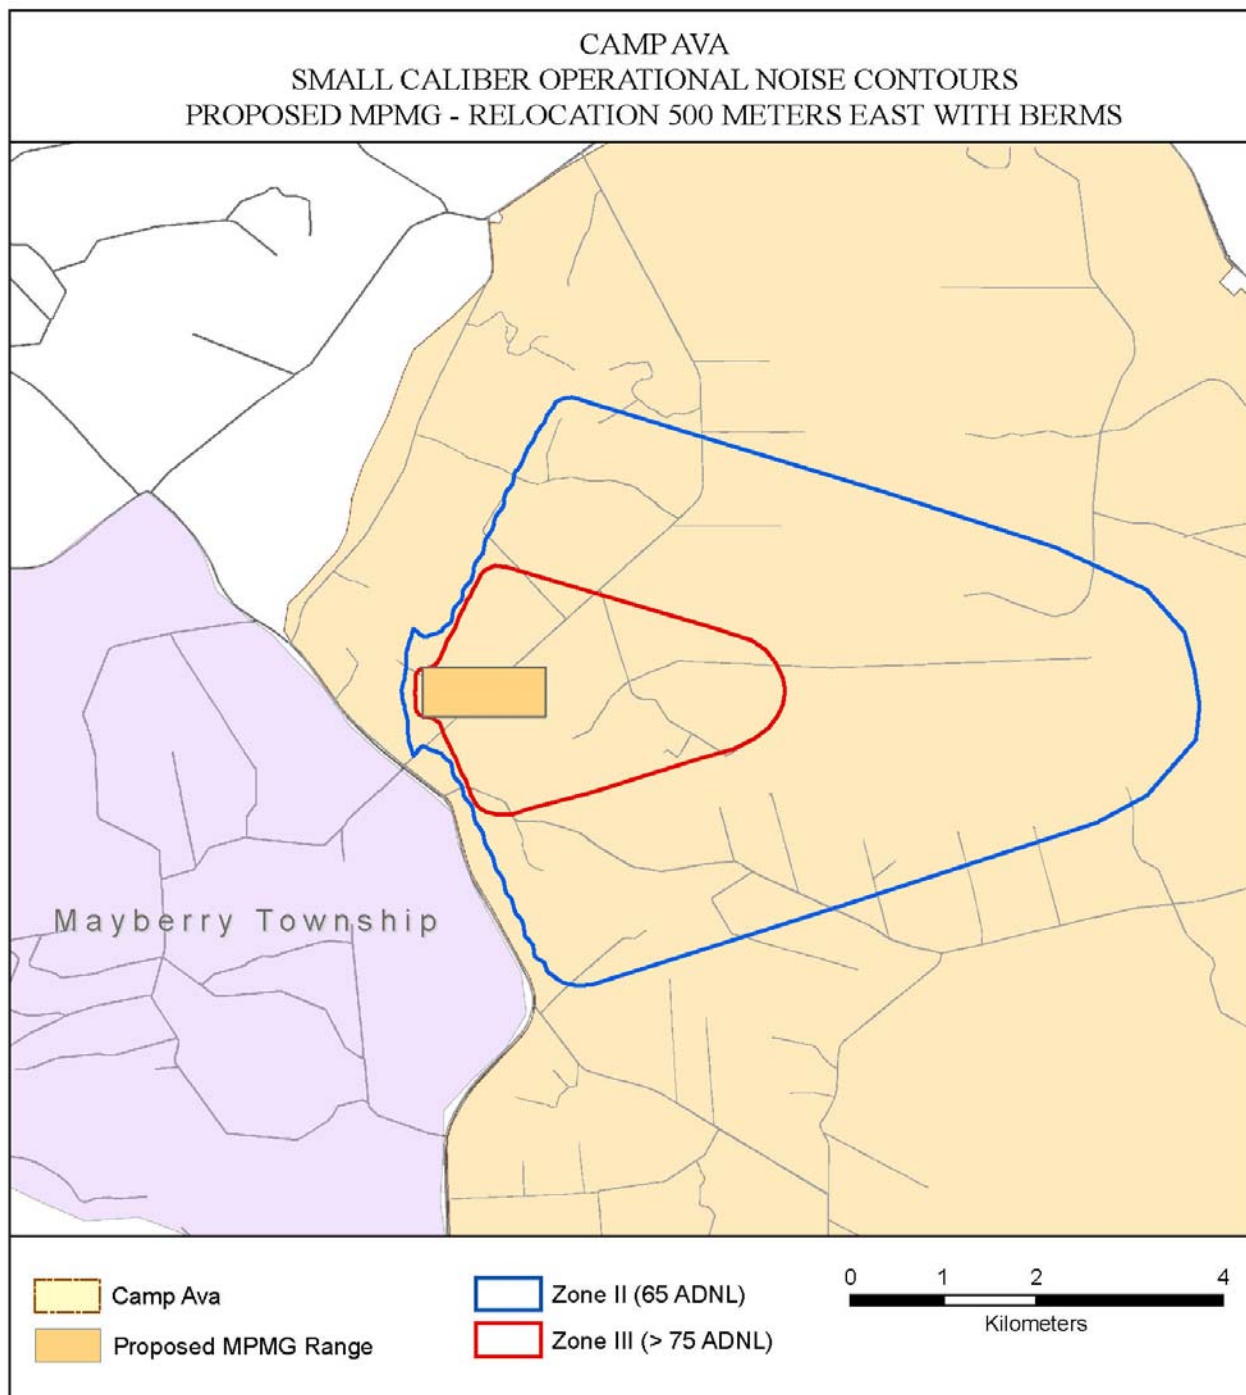 CAMP AVA
SMALL CALIBER OPERATIONAL NOISE CONTOURS
PROPOSED MPMG - RELOCATION 500 METERS EAST WITH BERMS
Mayberry Township
Camp Ava
Proposed MPMG Range
Zone II (65 ADNL)
Zone III (> 75 ADNL)
0 1 2 4
Kilometers